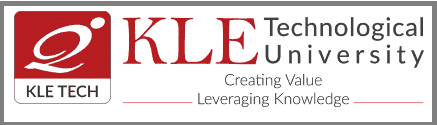 KLE TECH
KLE Technological
University
Creating Value
Leveraging Knowledge